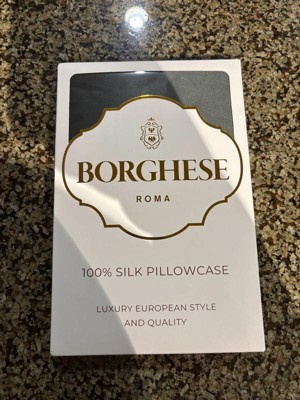 BORGHESE
ROMA
100% SILK PILLOWCASE
LUXURY EUROPEAN STYLE
AND QUALITY